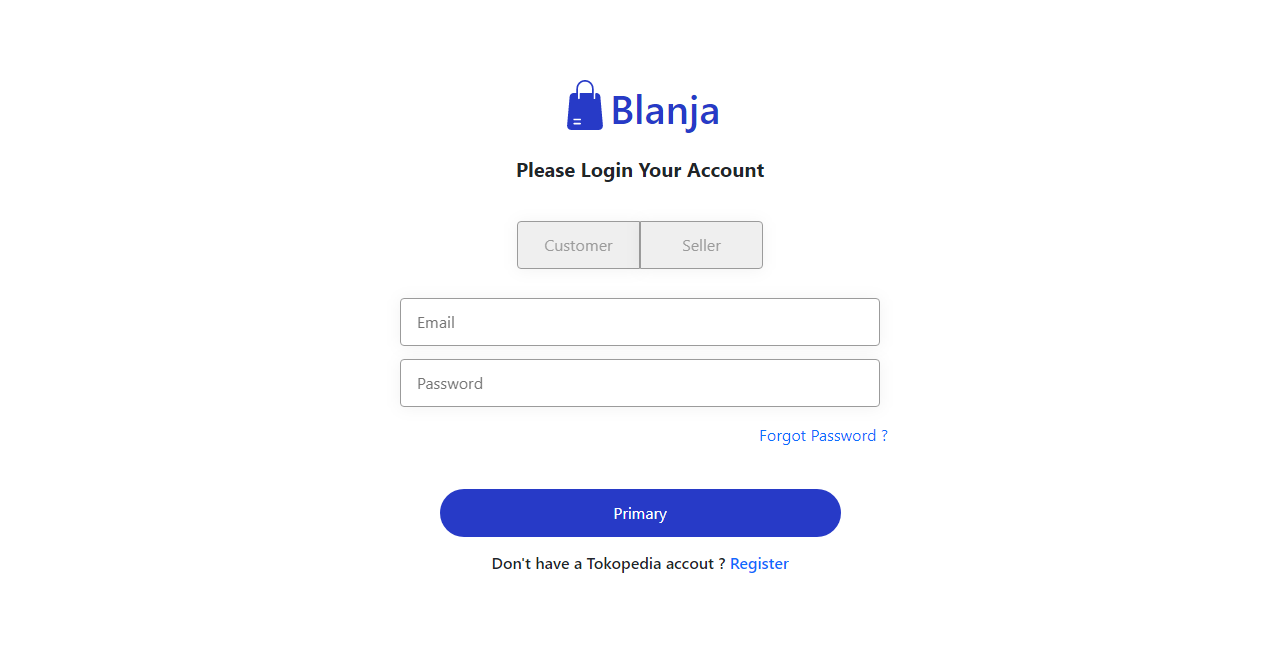 Blanja
Please Login Your Account
Customer Seller
Email
Password
Forgot Password ?
Primary
Don't have a Tokopedia accout ? Register